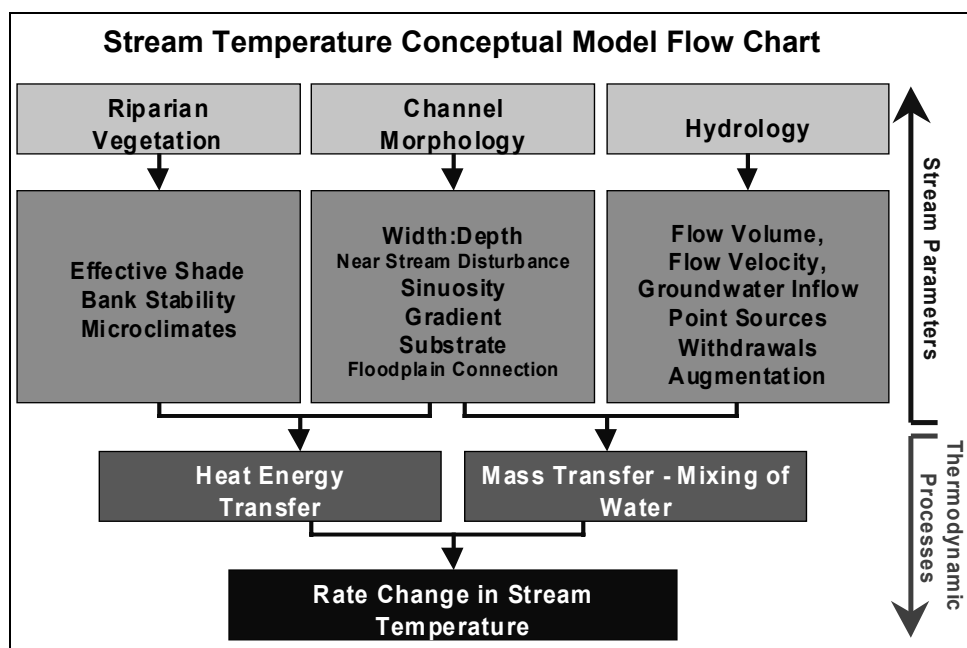 Stream Temperature Conceptual Model Flow Chart
Riparian
Vegetation
Channel
Morphology
Hydrology
Effective Shade
Bank Stability
Microclimates
Width:Depth
Near Stream Disturbance
Sinuosity
Gradient
Substrate
Floodplain Connection
Flow Volume,
Flow Velocity,
Groundwater Inflow
Point Sources
Withdrawals
Augmentation
Stream Parameters
Heat Energy
Transfer
Mass Transfer - Mixing of
Water
Thermodynamic
Processes
Rate Change in Stream
Temperature